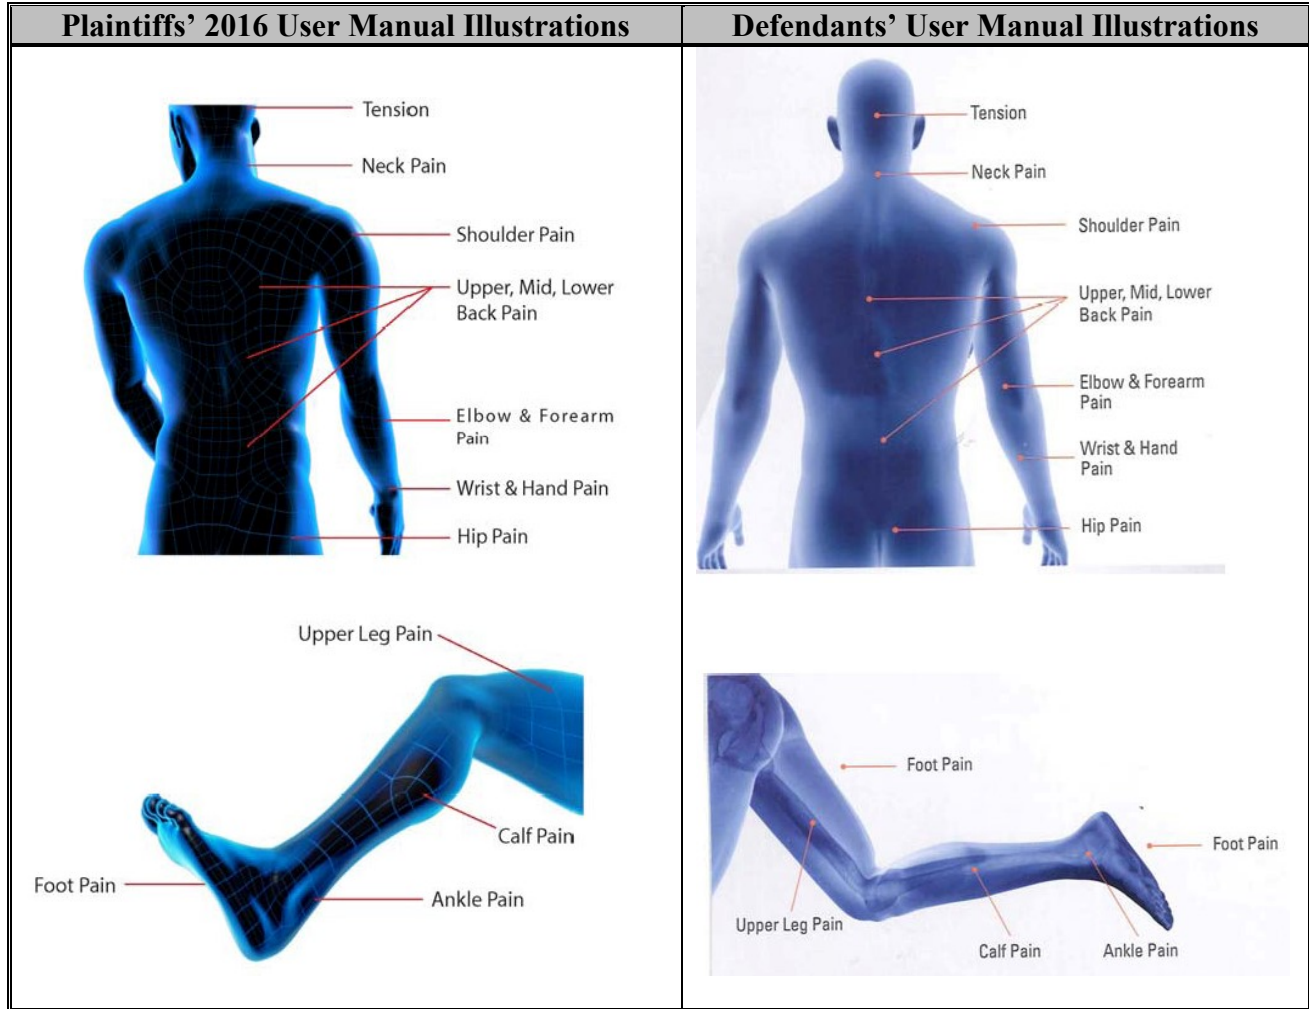 Plaintiffs’ 2016 User Manual Illustrations
Tension
Neck Pain
Shoulder Pain
Upper, Mid, Lower
Back Pain
Elbow & Forearm
Pain
Wrist & Hand Pain
Hip Pain
Upper Leg Pain
Calf Pain
Foot Pain
Ankle Pain
Defendants’ User Manual Illustrations
Tension
Neck Pain
Shoulder Pain
Upper, Mid, Lower
Back Pain
Elbow & Forearm
Pain
Wrist & Hand
Pain
Hip Pain
Foot Pain
Foot Pain
Upper Leg Pain
Calf Pain
Ankle Pain